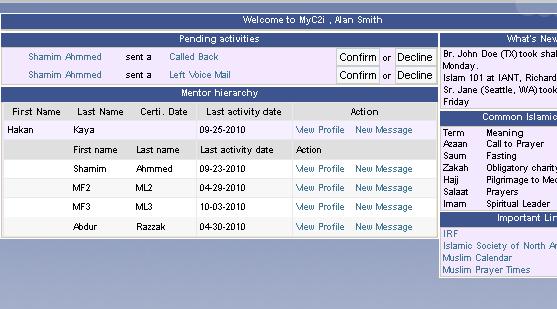 Welcome to MyC2i , Alan Smith
Pending activities
Shamim Ahmmed sent a Called Back Confirm or Decline
Shamim Ahmmed sent a Left Voice Mail Confirm or Decline
Mentor hierarchy
First Name Last Name Certi. Date Last activity date Action
Hakan Kaya 09-25-2010 View Profile New Message
First name Last name Last activity date Action
Shamim Ahmmed 09-23-2010 View Profile New Message
MF2 ML2 04-29-2010 View Profile New Message
MF3 ML3 10-03-2010 View Profile New Message
Abdur Razzak 04-30-2010 View Profile New Message
What's New
Br. John Doe (TX) took shal
Monday.
Islam 101 at IANT, Richard
Sr. Jane (Seattle, WA) took
Friday
Common Islamic
Term Meaning
Azaan Call to Prayer
Saum Fasting
Zakah Obligatory charity
Hajj Pilgrimage to Mec
Salaat Prayers
Imam Spiritual Leader
Important Lin
IRF
Islamic Society of North Am
Muslim Calendar
Muslim Prayer Times